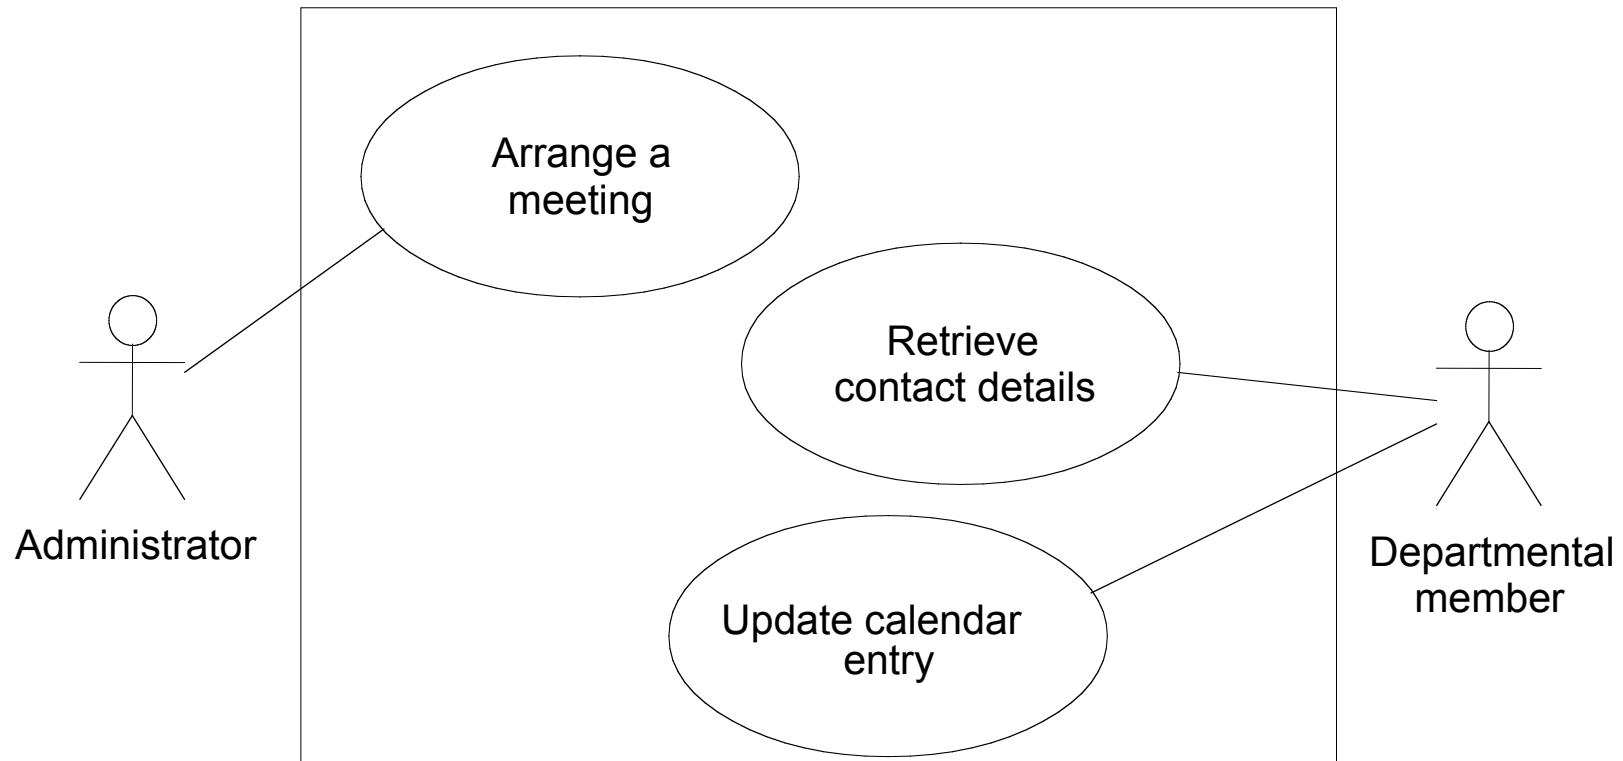 Arrange a
meeting
Retrieve
contact details
Administrator
Departmental
member
Update calendar
entry